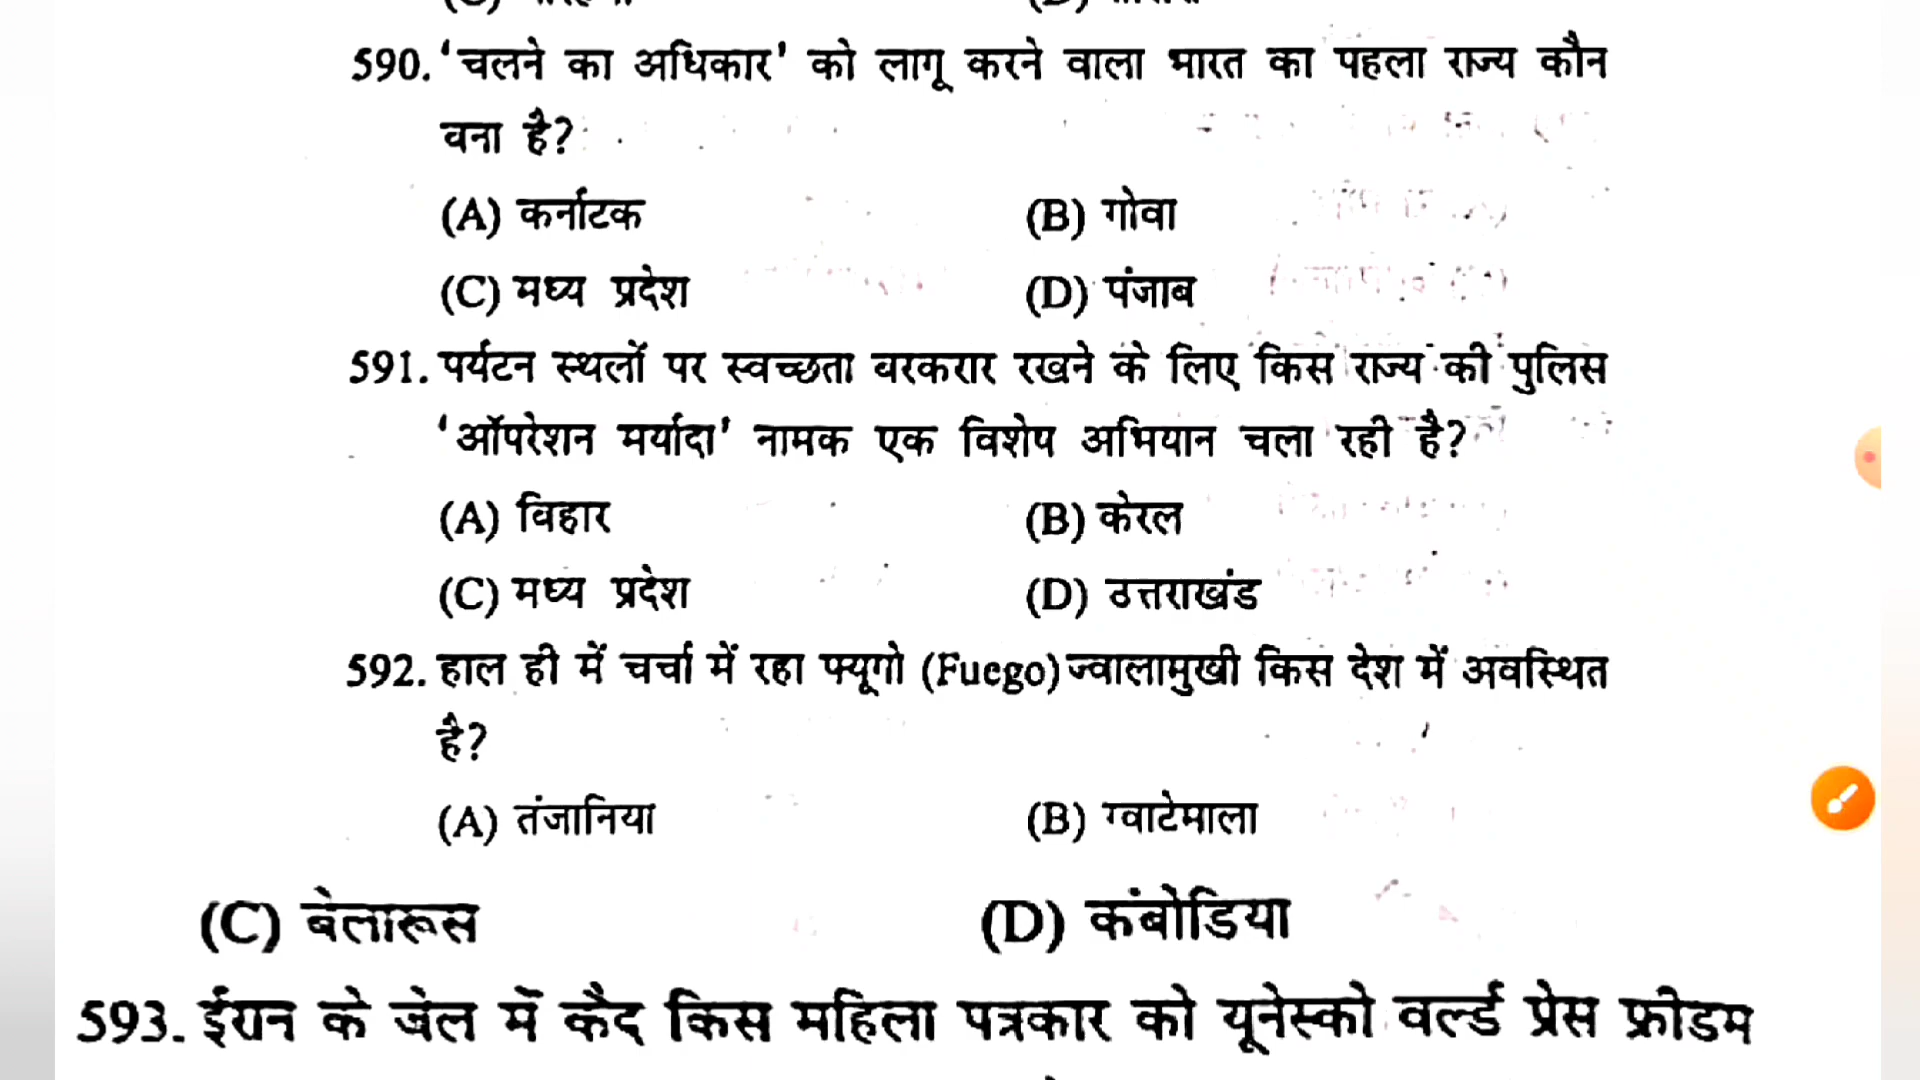 590. 'चलने का अधिकार' को लागू करने वाला भारत का पहला राज्य कौन
वना है?
(A) कर्नाटक (B) गोवा
(C) मध्य प्रदेश (D) पंजाब
591. पर्यटन स्थलों पर स्वच्छता वरकरार रखने के लिए किस राज्य की पुलिस
'ऑपरेशन मर्यादा' नामक एक विशेष अभियान चला रही है?
(A) विहार (B) केरल
(C) मध्य प्रदेश (D) उत्तराखंड
592. हाल ही में चर्चा में रहा फ्यूगो (Fuego) ज्वालामुखी किस देश में अवस्थित
है?
(A) तंजानिया (B) ग्वाटेमाला
(C) बेलारूस (D) कंबोडिया
593. ईरान के जेल में कैद किस महिला पत्रकार को यूनेस्को वर्ल्ड प्रेस फ्रीडम